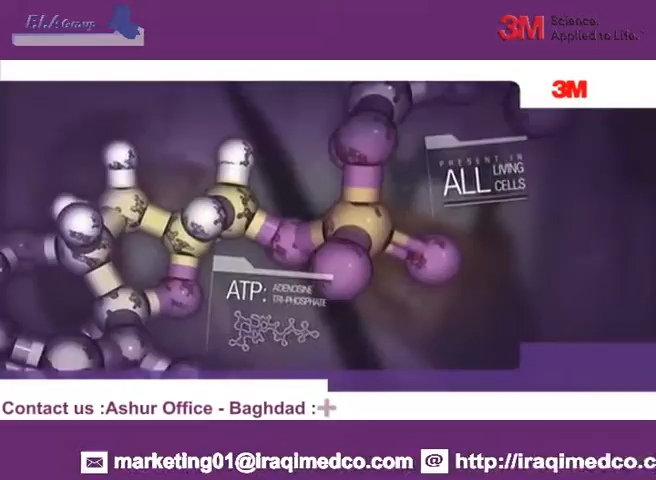 ELA Group
3M Science.
Applied to Life.
3M
PRESENT IN
ALL LIVING
CELLS
ATP: ADENOSINE
TRI-PHOSPHATE
Contact us :Ashur Office - Baghdad :+
marketing01@iraqimedco.com @ http://iraqimedco.c